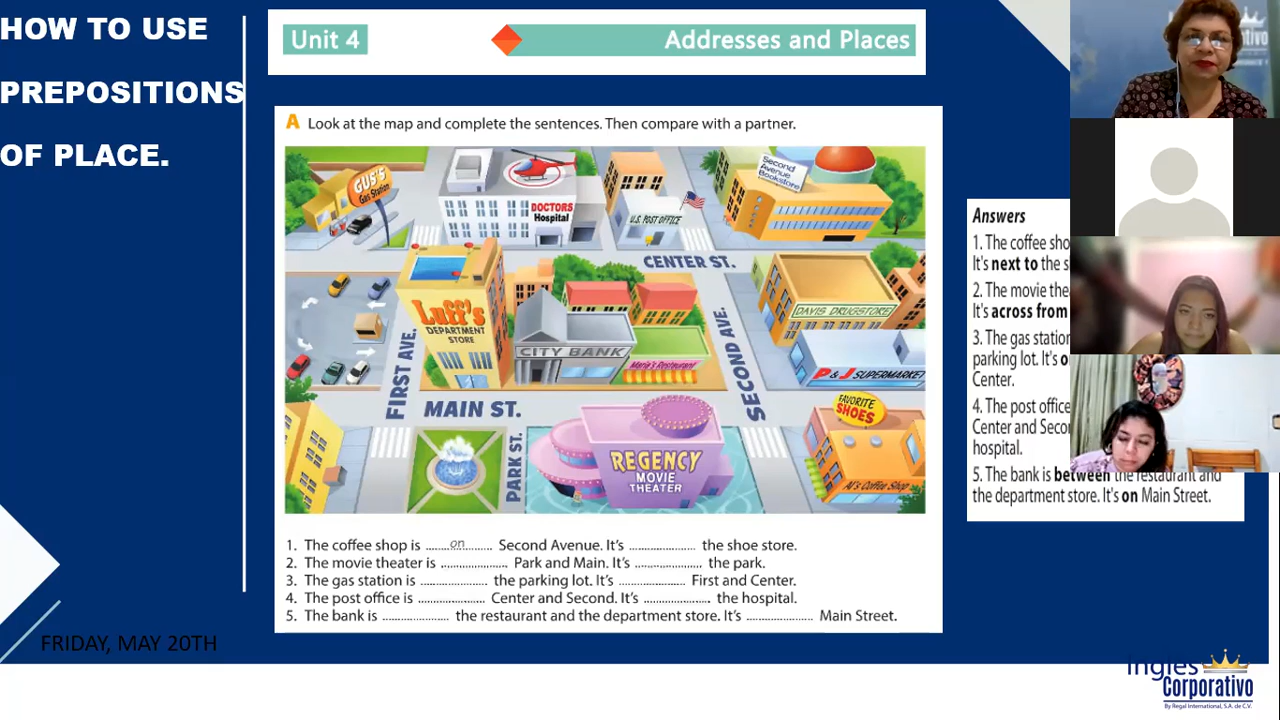 HOW TO USE
PREPOSITIONS
OF PLACE.
Unit 4
Addresses and Places
A Look at the map and complete the sentences. Then compare with a partner.
GUS'S
Gas Station
DOCTORS
Hospital
U.S. POST OFFICE
Second
Avenue
Bookstore
CENTER ST.
Luff's
DEPARTMENT
STORE
CITY BANK
Maria's Restaurant
DAVIS DRUGSTORE
P & J SUPERMARKET
FIRST AVE.
SECOND AVE.
MAIN ST.
PARK ST.
REGENCY
MOVIE
THEATER
FAVORITE
SHOES
Al's Coffee Shop
1. The coffee shop is .......on....... Second Avenue. It's .................... the shoe store.
2. The movie theater is .................... Park and Main. It's .................... the park.
3. The gas station is .................... the parking lot. It's .................... First and Center.
4. The post office is .................... Center and Second. It's .................... the hospital.
5. The bank is .................... the restaurant and the department store. It's .................... Main Street.
Answers
1. The coffee sho
It's next to the s
2. The movie the
It's across from
3. The gas station
parking lot. It's o
Center.
4. The post office
Center and Seco
hospital.
5. The bank is between the restaurant and
the department store. It's on Main Street.
FRIDAY, MAY 20TH
Inglés
Corporativo
By Regal International, S.A. de C.V.